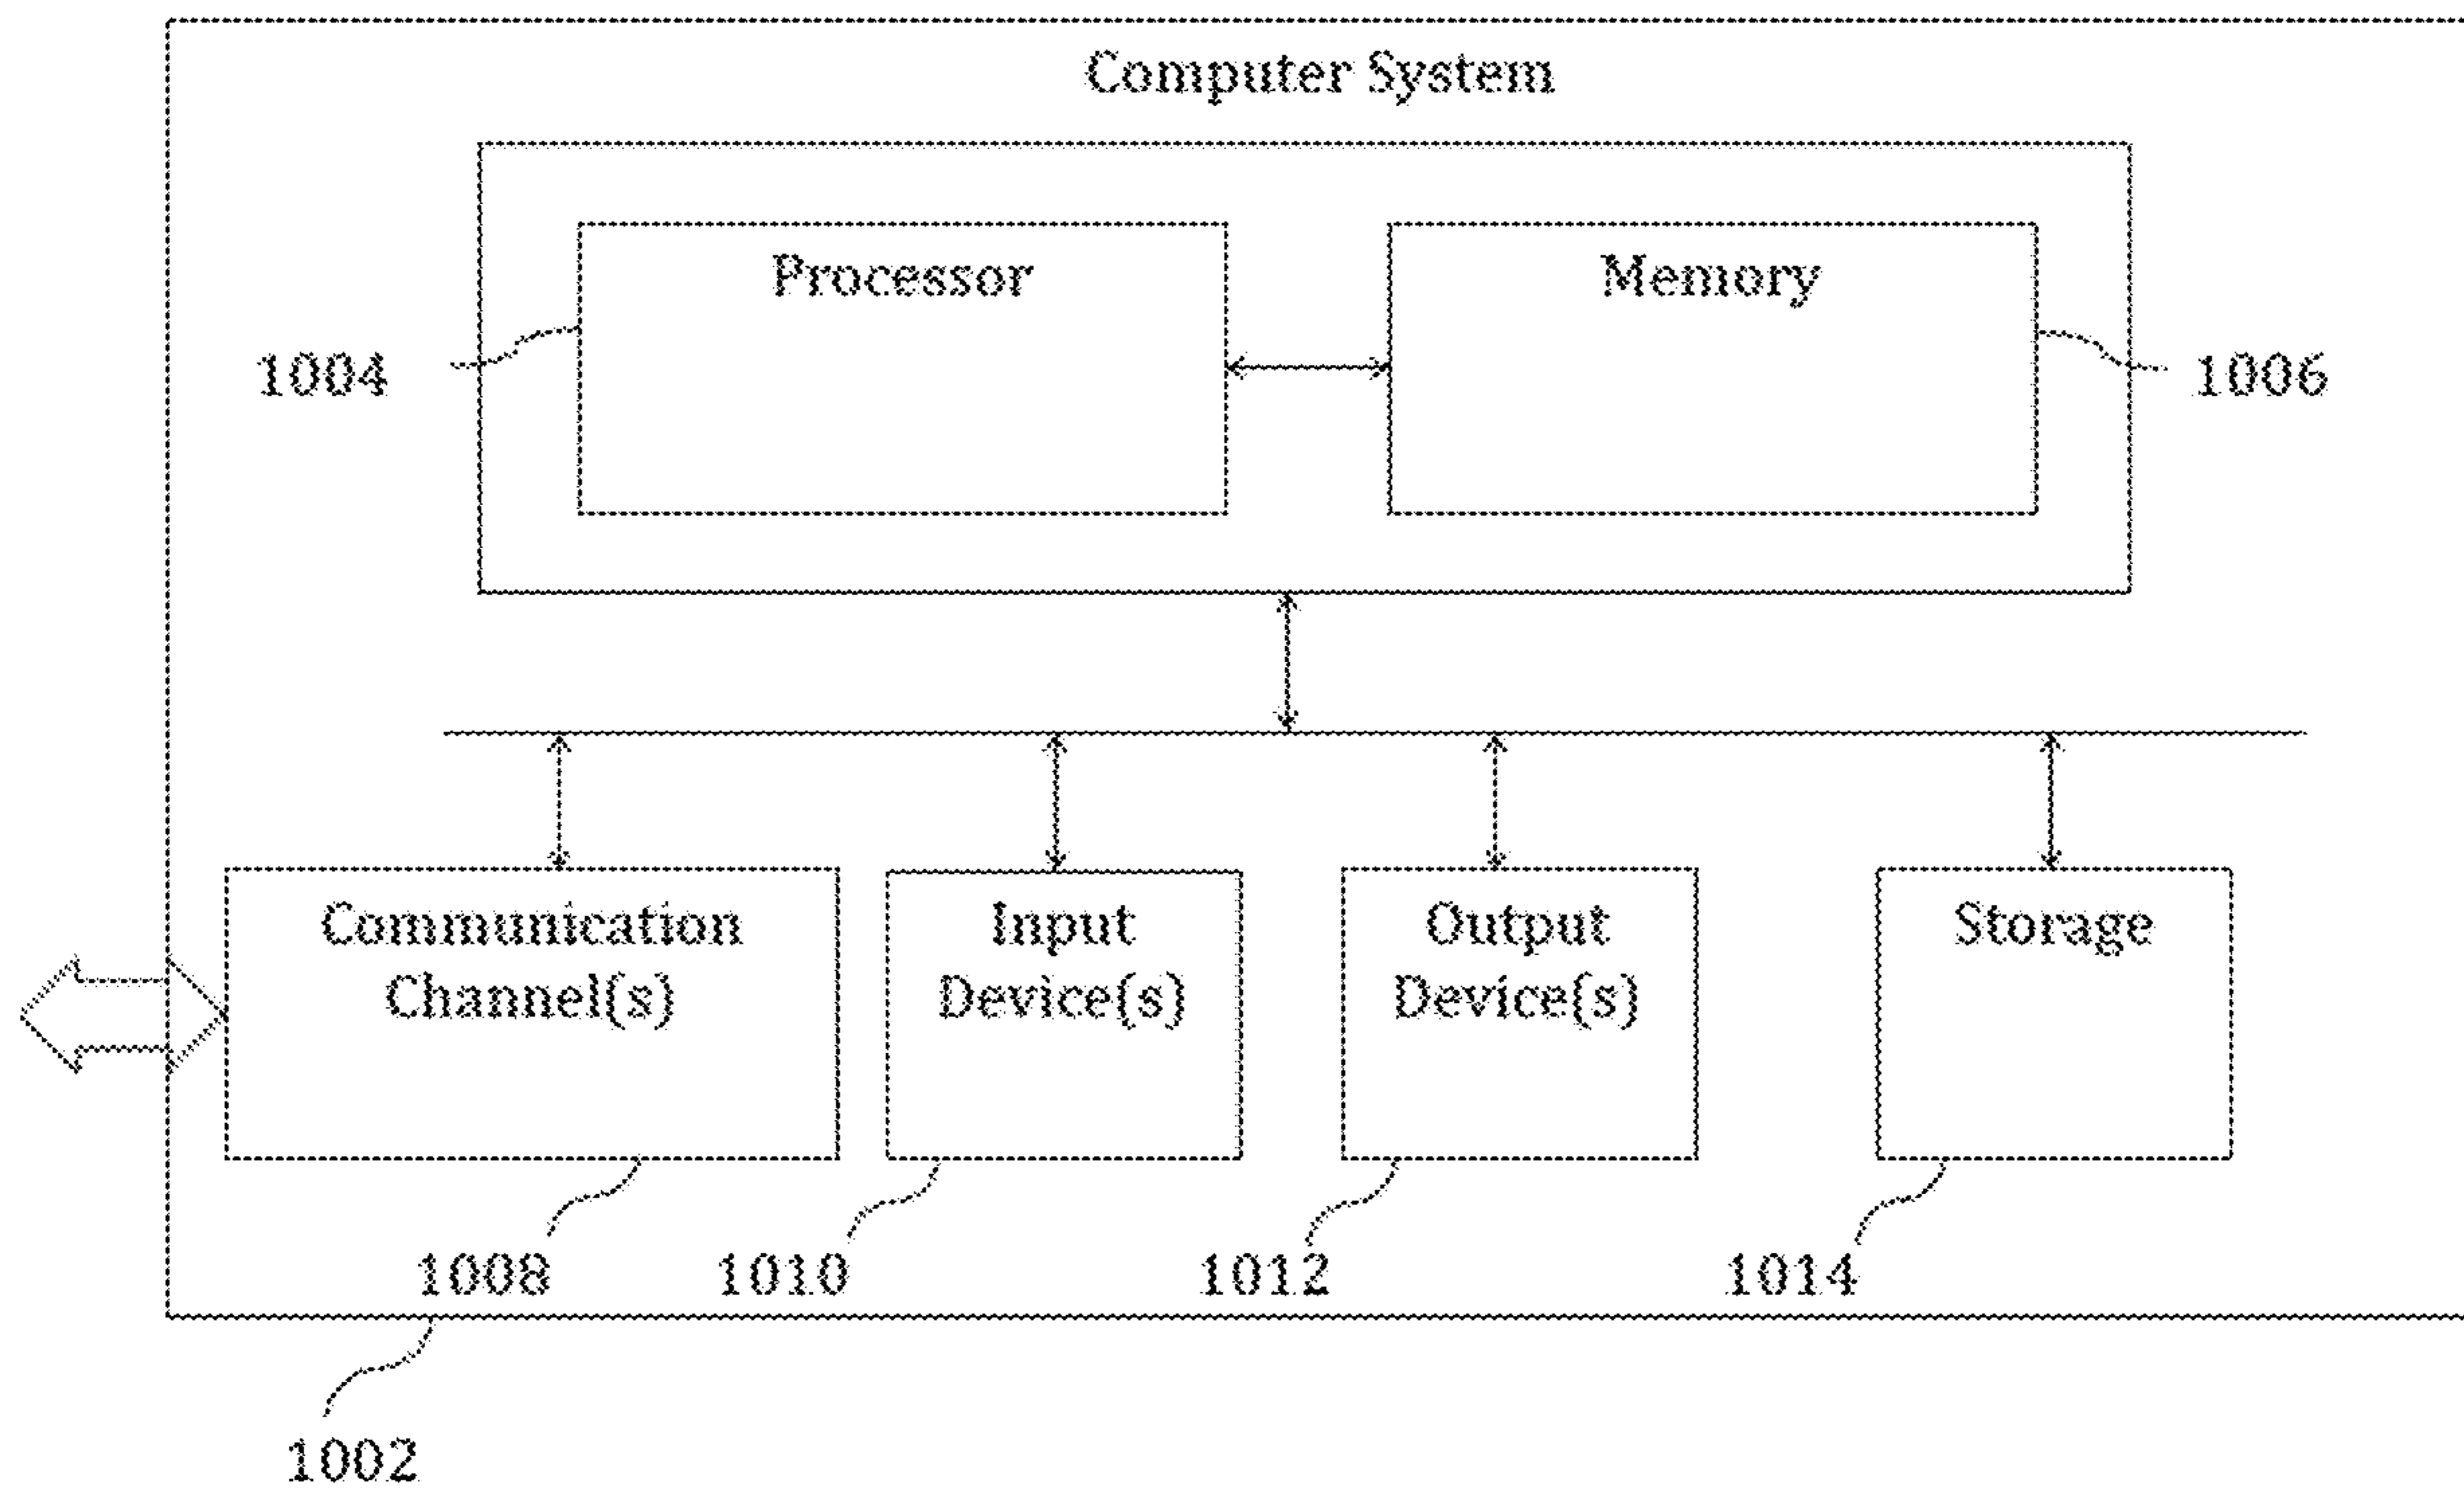 Computer System
Processor
Memory
1004
1006
Communication
Channel(s)
Input
Device(s)
Output
Device(s)
Storage
1008
1010
1012
1014
1002